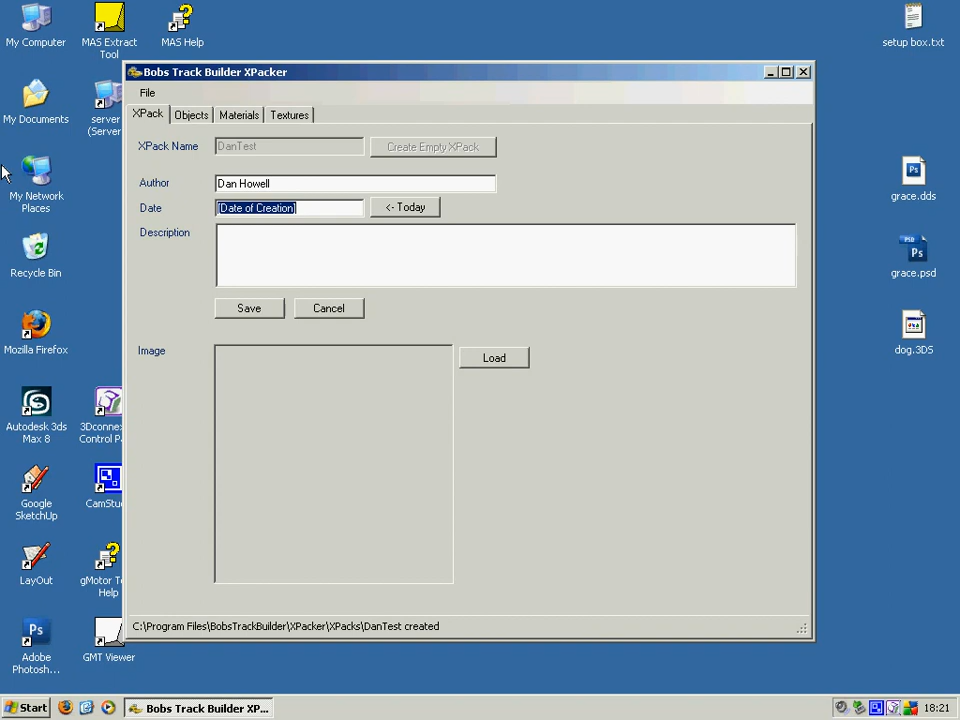 My Computer
MAS Extract
Tool
MAS Help
setup box.txt
Bobs Track Builder XPacker
File
XPack
Objects
Materials
Textures
XPack Name
DanTest
Create Empty XPack
Author
Dan Howell
Date
[Date of Creation]
<- Today
Description
Save
Cancel
Image
Load
C:\Program Files\BobsTrackBuilder\XPacker\XPacks\DanTest created
My Documents
server
(Server
My Network
Places
grace.dds
Recycle Bin
PSD
grace.psd
Mozilla Firefox
dog.3DS
Autodesk 3ds
Max 8
3Dconnex
Control P
Google
SketchUp
CamStu
LayOut
gMotor T
Help
Ps
Adobe
Photosh...
GMT Viewer
Start
Bobs Track Builder XP...
18:21